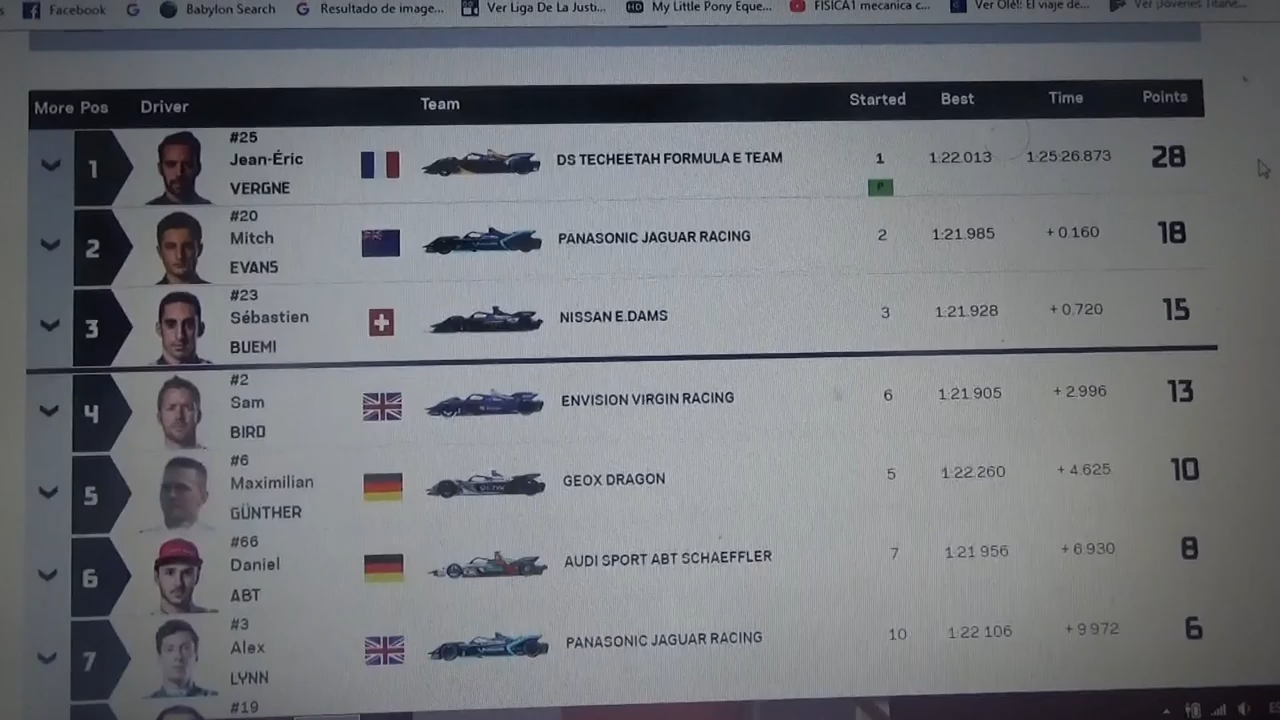 Facebook
Babylon Search
Resultado de image...
Ver Liga De La Justi...
HD
My Little Pony Eque...
FISICA1 mecanica c...
Ver Olé!: El viaje de...
Ver ¡Jóvenes Titane...
More Pos Driver Team Started Best Time Points
1 #25 Jean-Éric VERGNE DS TECHEETAH FORMULA E TEAM 1 P 1:22.013 1:25:26.873 28
2 #20 Mitch EVANS PANASONIC JAGUAR RACING 2 1:21.985 + 0.160 18
3 #23 Sébastien BUEMI NISSAN E.DAMS 3 1:21.928 + 0.720 15
4 #2 Sam BIRD ENVISION VIRGIN RACING 6 1:21.905 + 2.996 13
5 #6 Maximilian GÜNTHER GEOX DRAGON 5 1:22.260 + 4.625 10
6 #66 Daniel ABT AUDI SPORT ABT SCHAEFFLER 7 1:21.956 + 6.930 8
7 #3 Alex LYNN PANASONIC JAGUAR RACING 10 1:22.106 + 9.972 6
#19